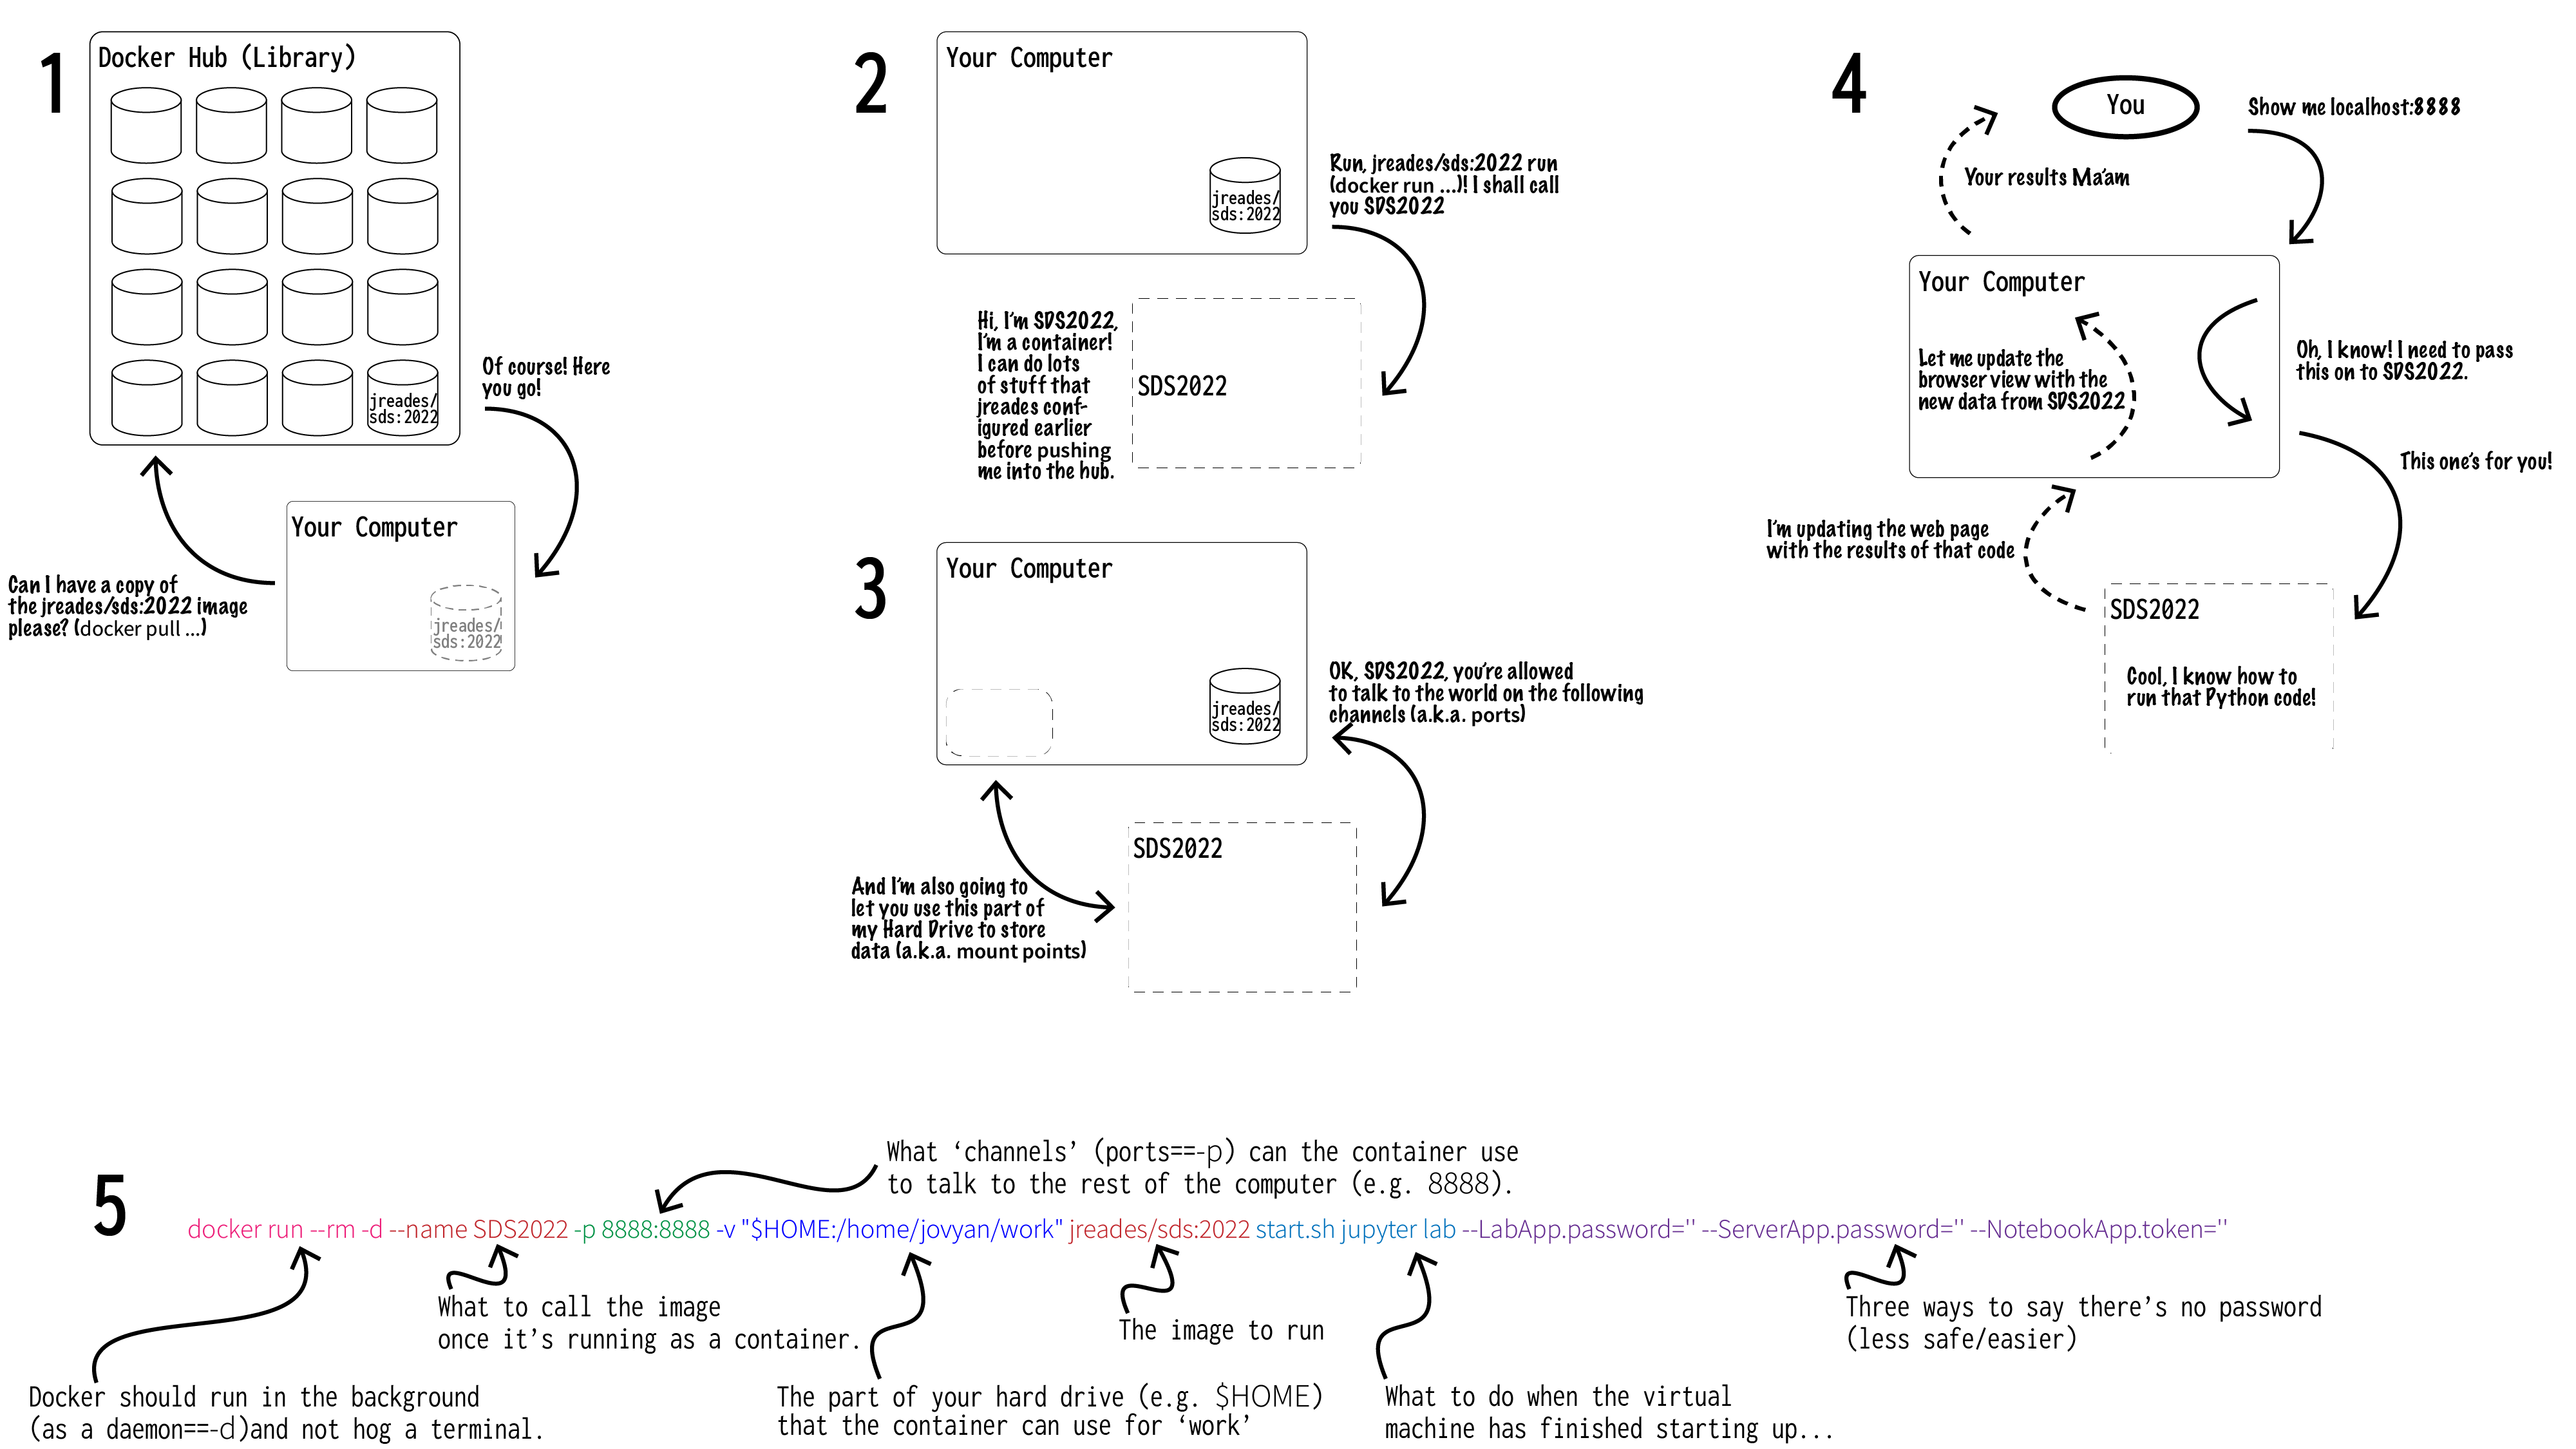 1
Docker Hub (Library)
jreades/
sds:2022
Of course! Here
you go!
Your Computer
jreades/
sds:2022
Can I have a copy of
the jreades/sds:2022 image
please? (docker pull ...)
2
Your Computer
jreades/
sds:2022
Run, jreades/sds:2022 run
(docker run ...)! I shall call
you SDS2022
Hi, I'm SDS2022,
I'm a container!
I can do lots
of stuff that
jreades conf-
igured earlier
before pushing
me into the hub.
SDS2022
3
Your Computer
jreades/
sds:2022
OK, SDS2022, you're allowed
to talk to the world on the following
channels (a.k.a. ports)
SDS2022
And I'm also going to
let you use this part of
my Hard Drive to store
data (a.k.a. mount points)
4
You
Show me localhost:8888
Your results Ma'am
Your Computer
Let me update the
browser view with the
new data from SDS2022
Oh, I know! I need to pass
this on to SDS2022.
This one's for you!
I'm updating the web page
with the results of that code
SDS2022
Cool, I know how to
run that Python code!
5
What ‘channels’ (ports==-p) can the container use
to talk to the rest of the computer (e.g. 8888).
docker run --rm -d --name SDS2022 -p 8888:8888 -v "$HOME:/home/jovyan/work" jreades/sds:2022 start.sh jupyter lab --LabApp.password='' --ServerApp.password='' --NotebookApp.token=''
What to call the image
once it’s running as a container.
The image to run
Three ways to say there’s no password
(less safe/easier)
Docker should run in the background
(as a daemon==-d)and not hog a terminal.
The part of your hard drive (e.g. $HOME)
that the container can use for ‘work’
What to do when the virtual
machine has finished starting up...